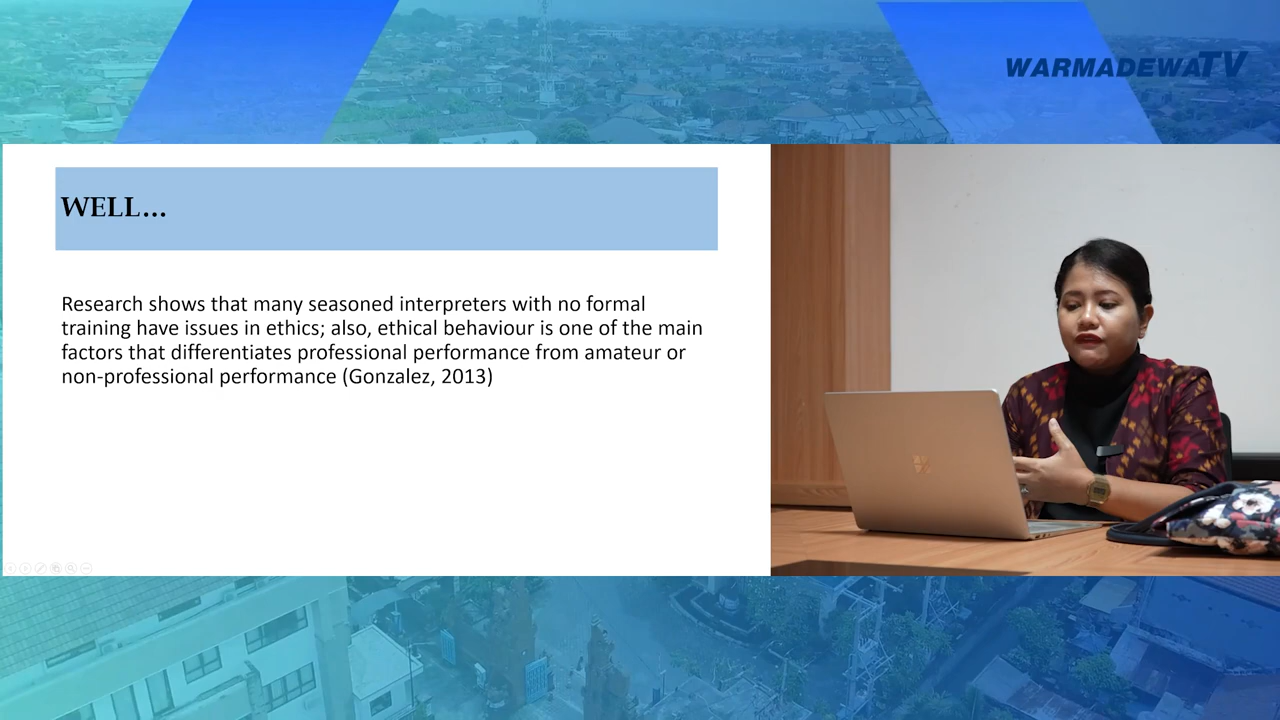 WARMADEWATV
WELL...
Research shows that many seasoned interpreters with no formal
training have issues in ethics; also, ethical behaviour is one of the main
factors that differentiates professional performance from amateur or
non-professional performance (Gonzalez, 2013)